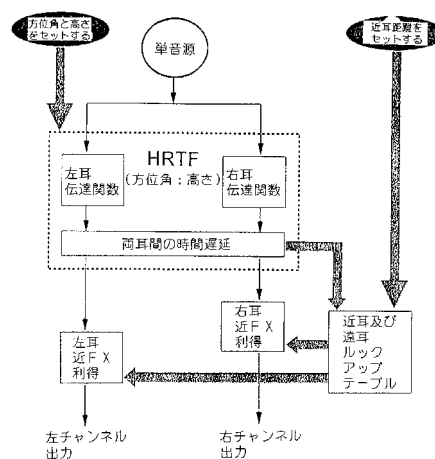 方位角と高さ
をセットする
単音源
近耳距離を
セットする
HRTF
(方位角;高さ)
左耳
伝達関数
右耳
伝達関数
両耳間の時間遅延
右耳
近FX
利得
左耳
近FX
利得
近耳及び
遠耳
ルック
アップ
テーブル
左チャンネル
出力
右チャンネル
出力